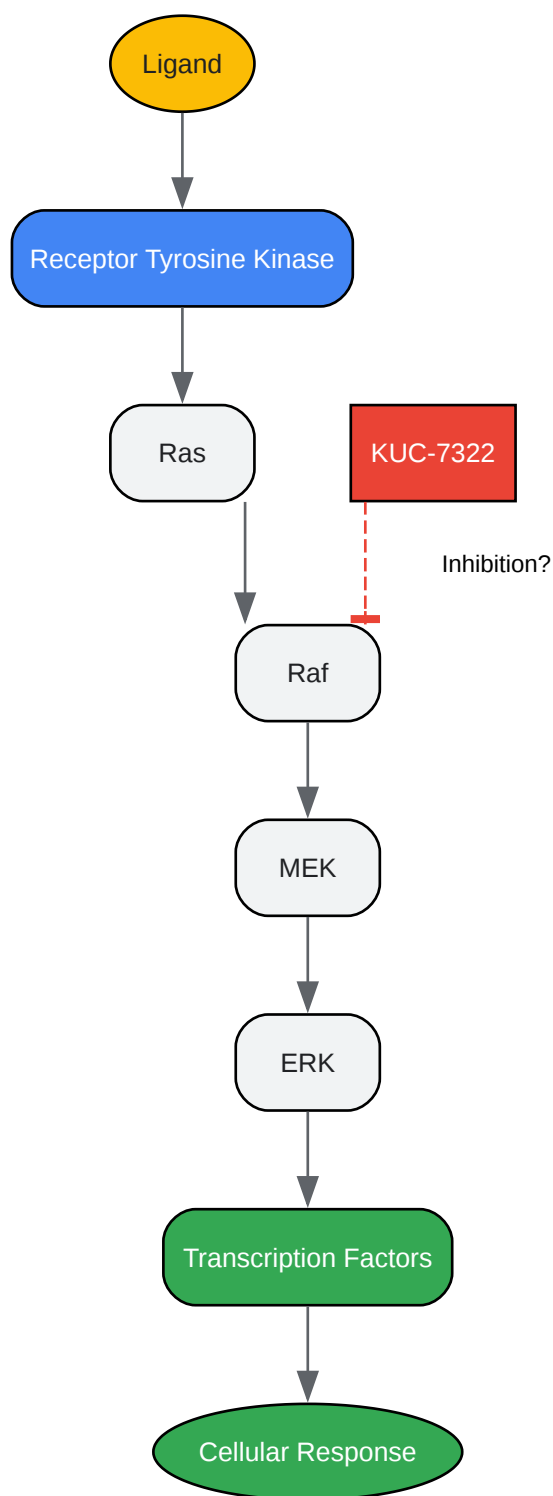 Ligand
Receptor Tyrosine Kinase
Ras
KUC-7322
Inhibition?
Raf
MEK
ERK
Transcription Factors
Cellular Response